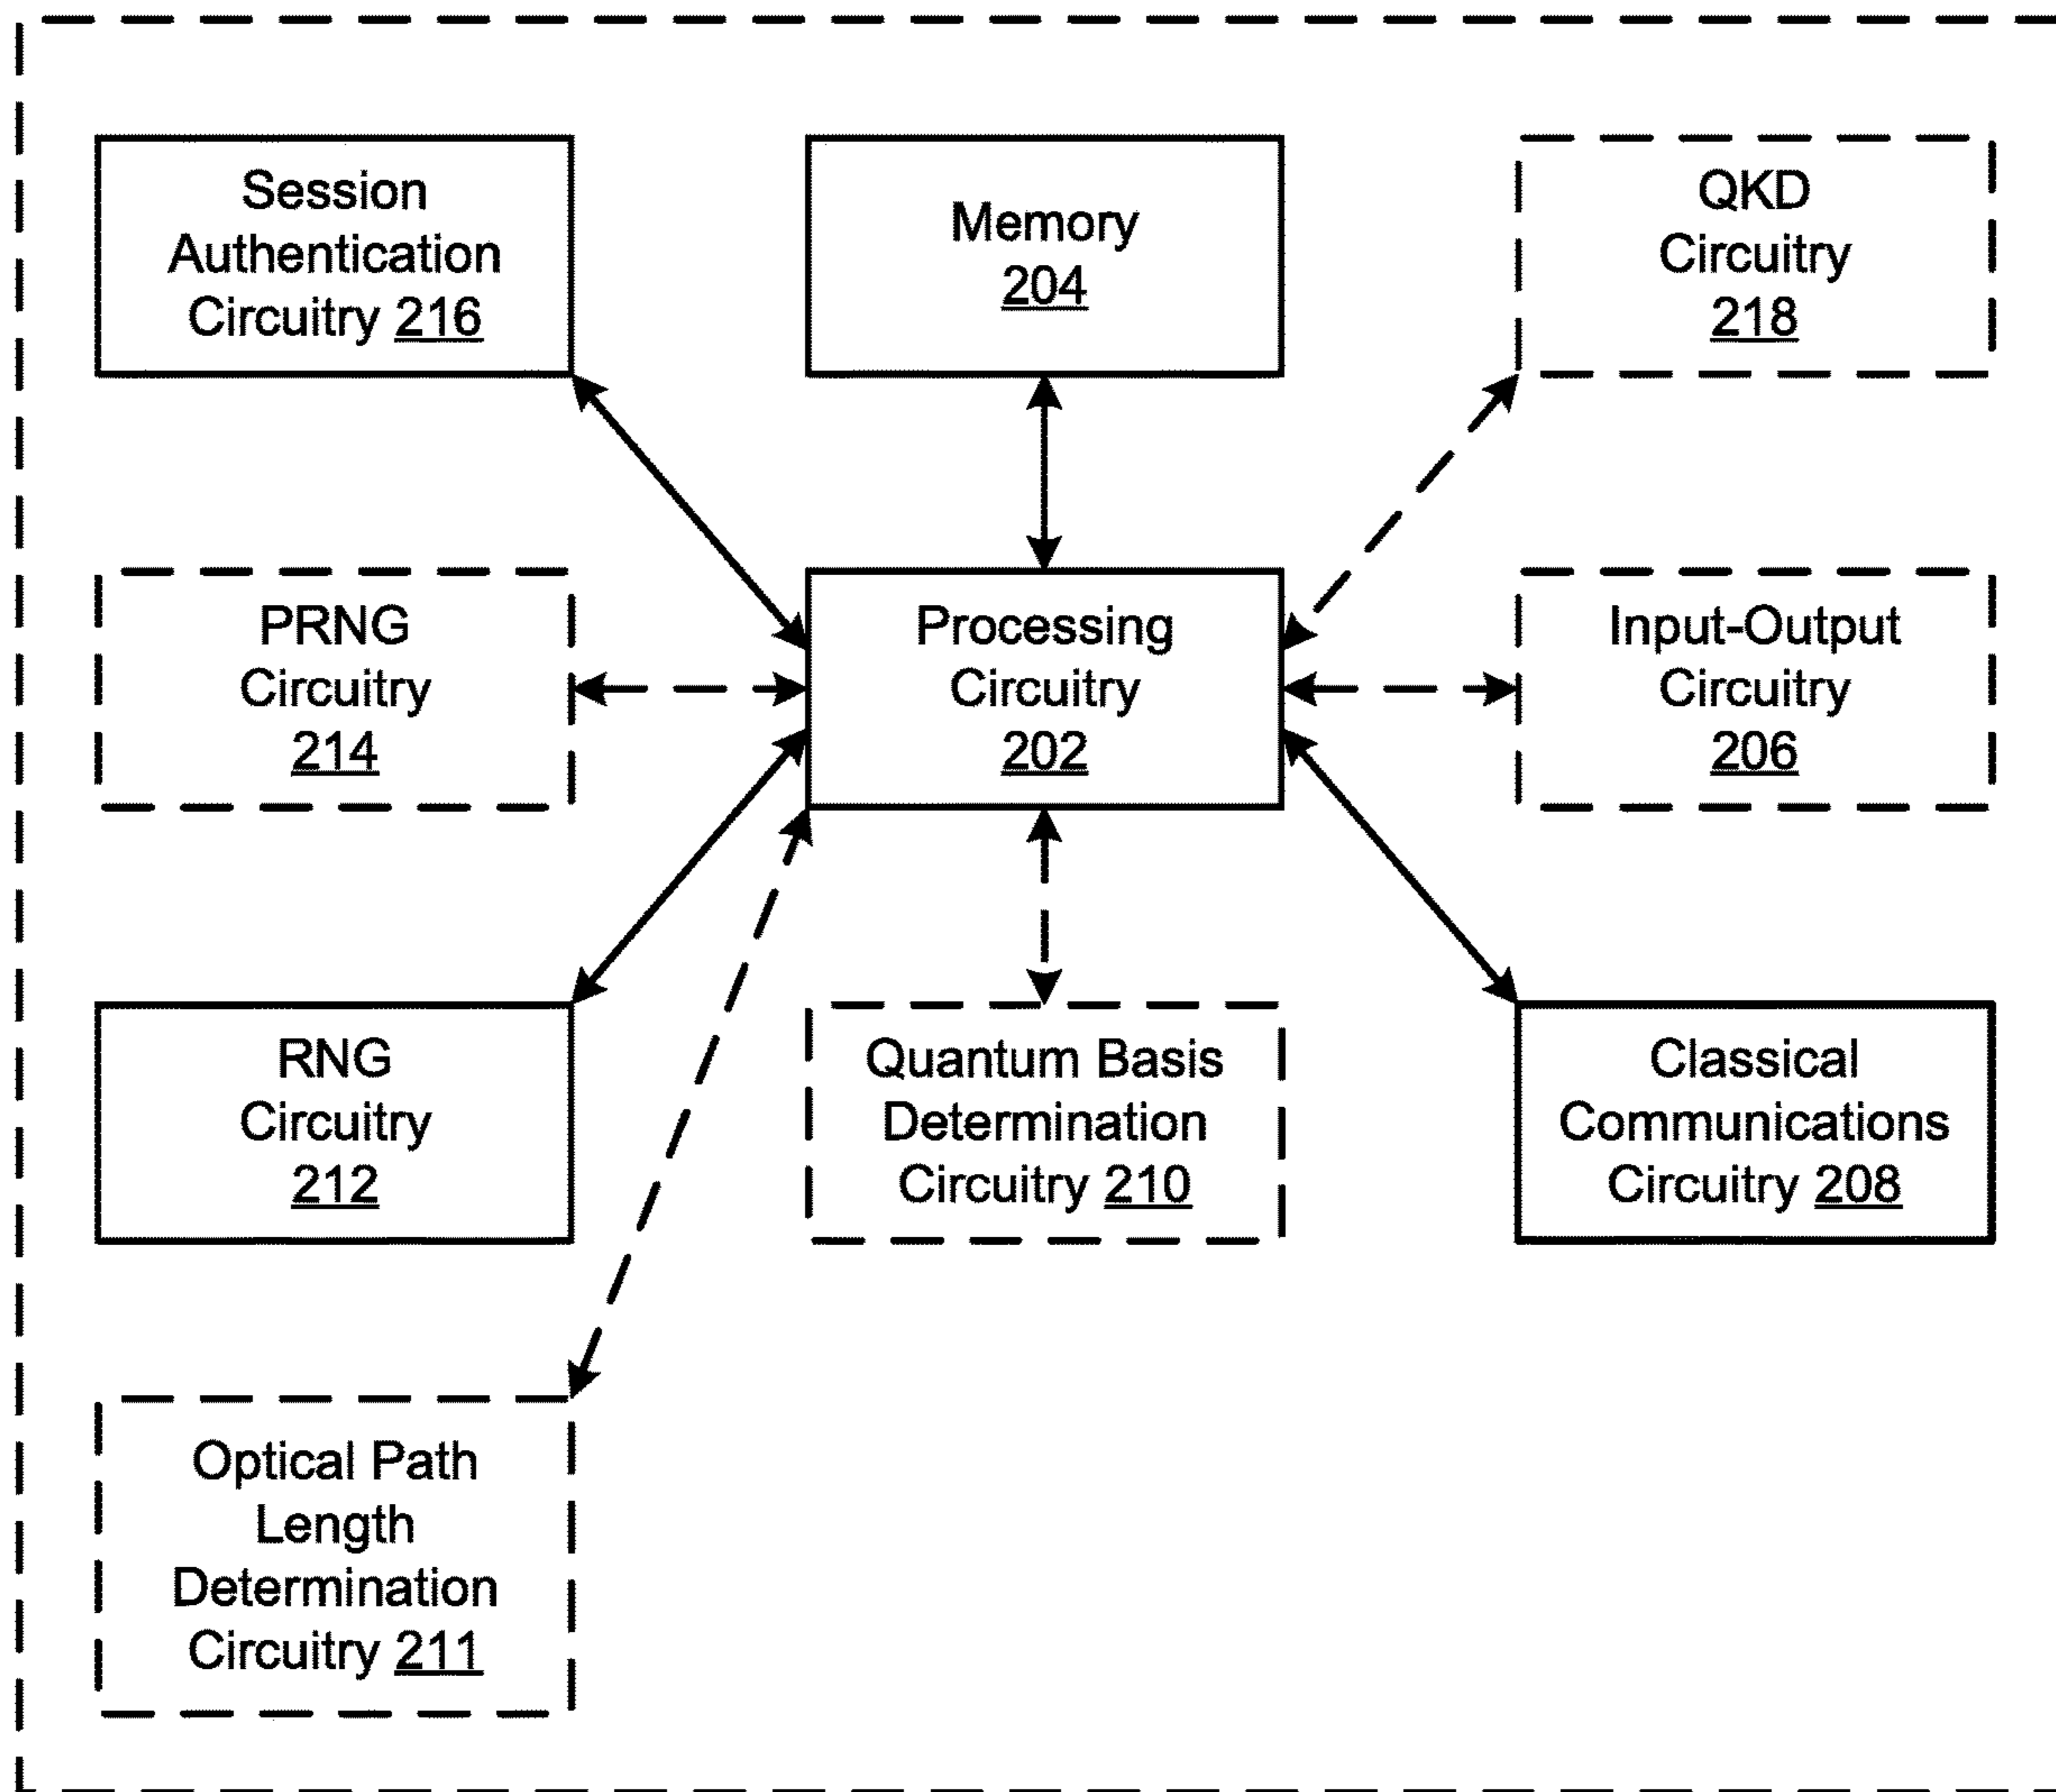 Session
Authentication
Circuitry 216
Memory
204
QKD
Circuitry
218
PRNG
Circuitry
214
Processing
Circuitry
202
Input-Output
Circuitry
206
RNG
Circuitry
212
Quantum Basis
Determination
Circuitry 210
Classical
Communications
Circuitry 208
Optical Path
Length
Determination
Circuitry 211